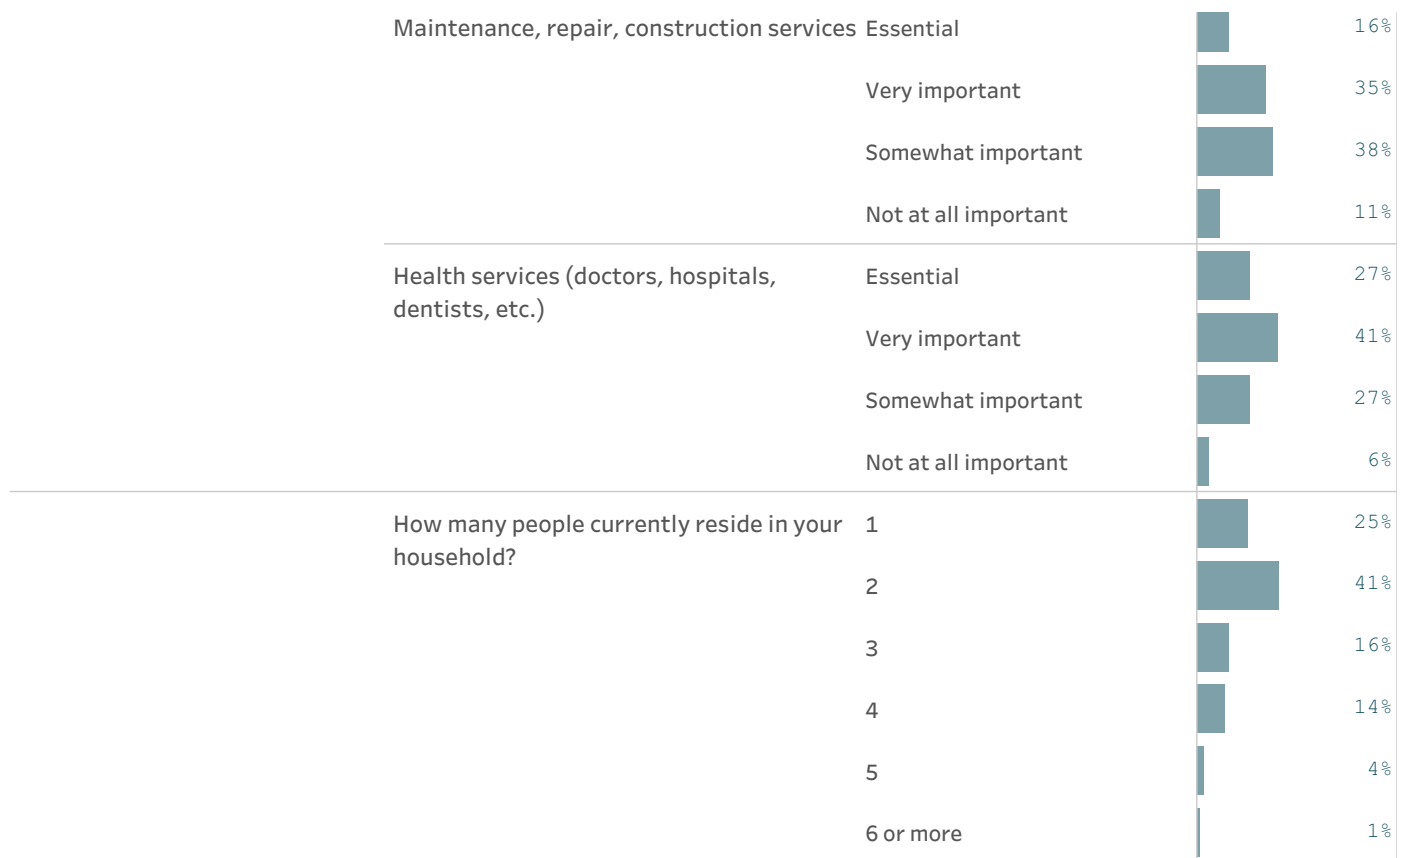 Maintenance, repair, construction services Essential 16%
Very important 35%
Somewhat important 38%
Not at all important 11%
Health services (doctors, hospitals, dentists, etc.) Essential 27%
Very important 41%
Somewhat important 27%
Not at all important 6%
How many people currently reside in your household? 1 25%
2 41%
3 16%
4 14%
5 4%
6 or more 1%